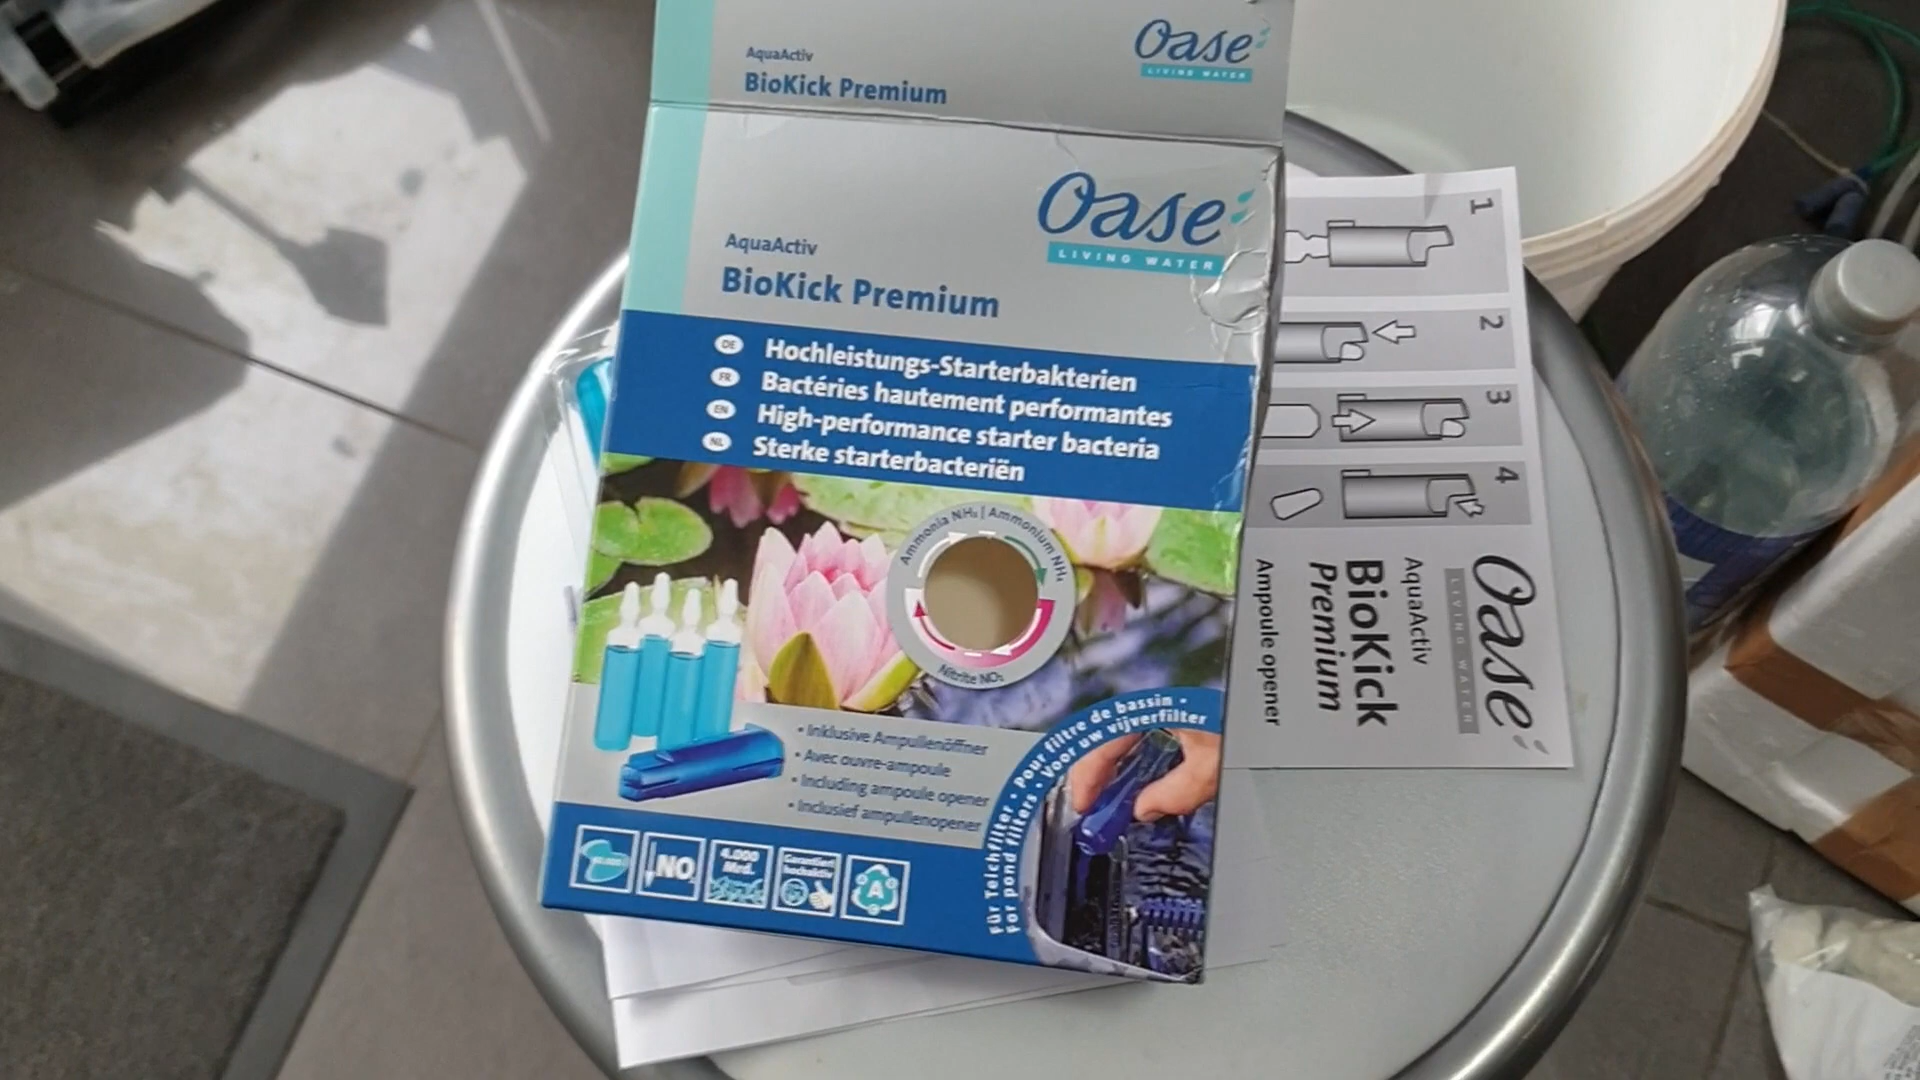 AquaActiv
BioKick Premium
Oase
LIVING WATER
Oase
LIVING WATER
AquaActiv
BioKick Premium
DE Hochleistungs-Starterbakterien
FR Bactéries hautement performantes
EN High-performance starter bacteria
NL Sterke starterbacteriën
Ammonia NH₃ | Ammonium NH₄
Nitrite NO₂
• Inklusive Ampullenöffner
• Avec ouvre-ampoule
• Including ampoule opener
• Inclusief ampullenopener
Für Teichfilter • Pour filtre de bassin •
For pond filters • Voor uw vijverfilter
NO₂
4.000
Mrd.
Garantiert
hochaktiv
A
1
2
3
4
Oase
LIVING WATER
AquaActiv
BioKick
Premium
Ampoule opener